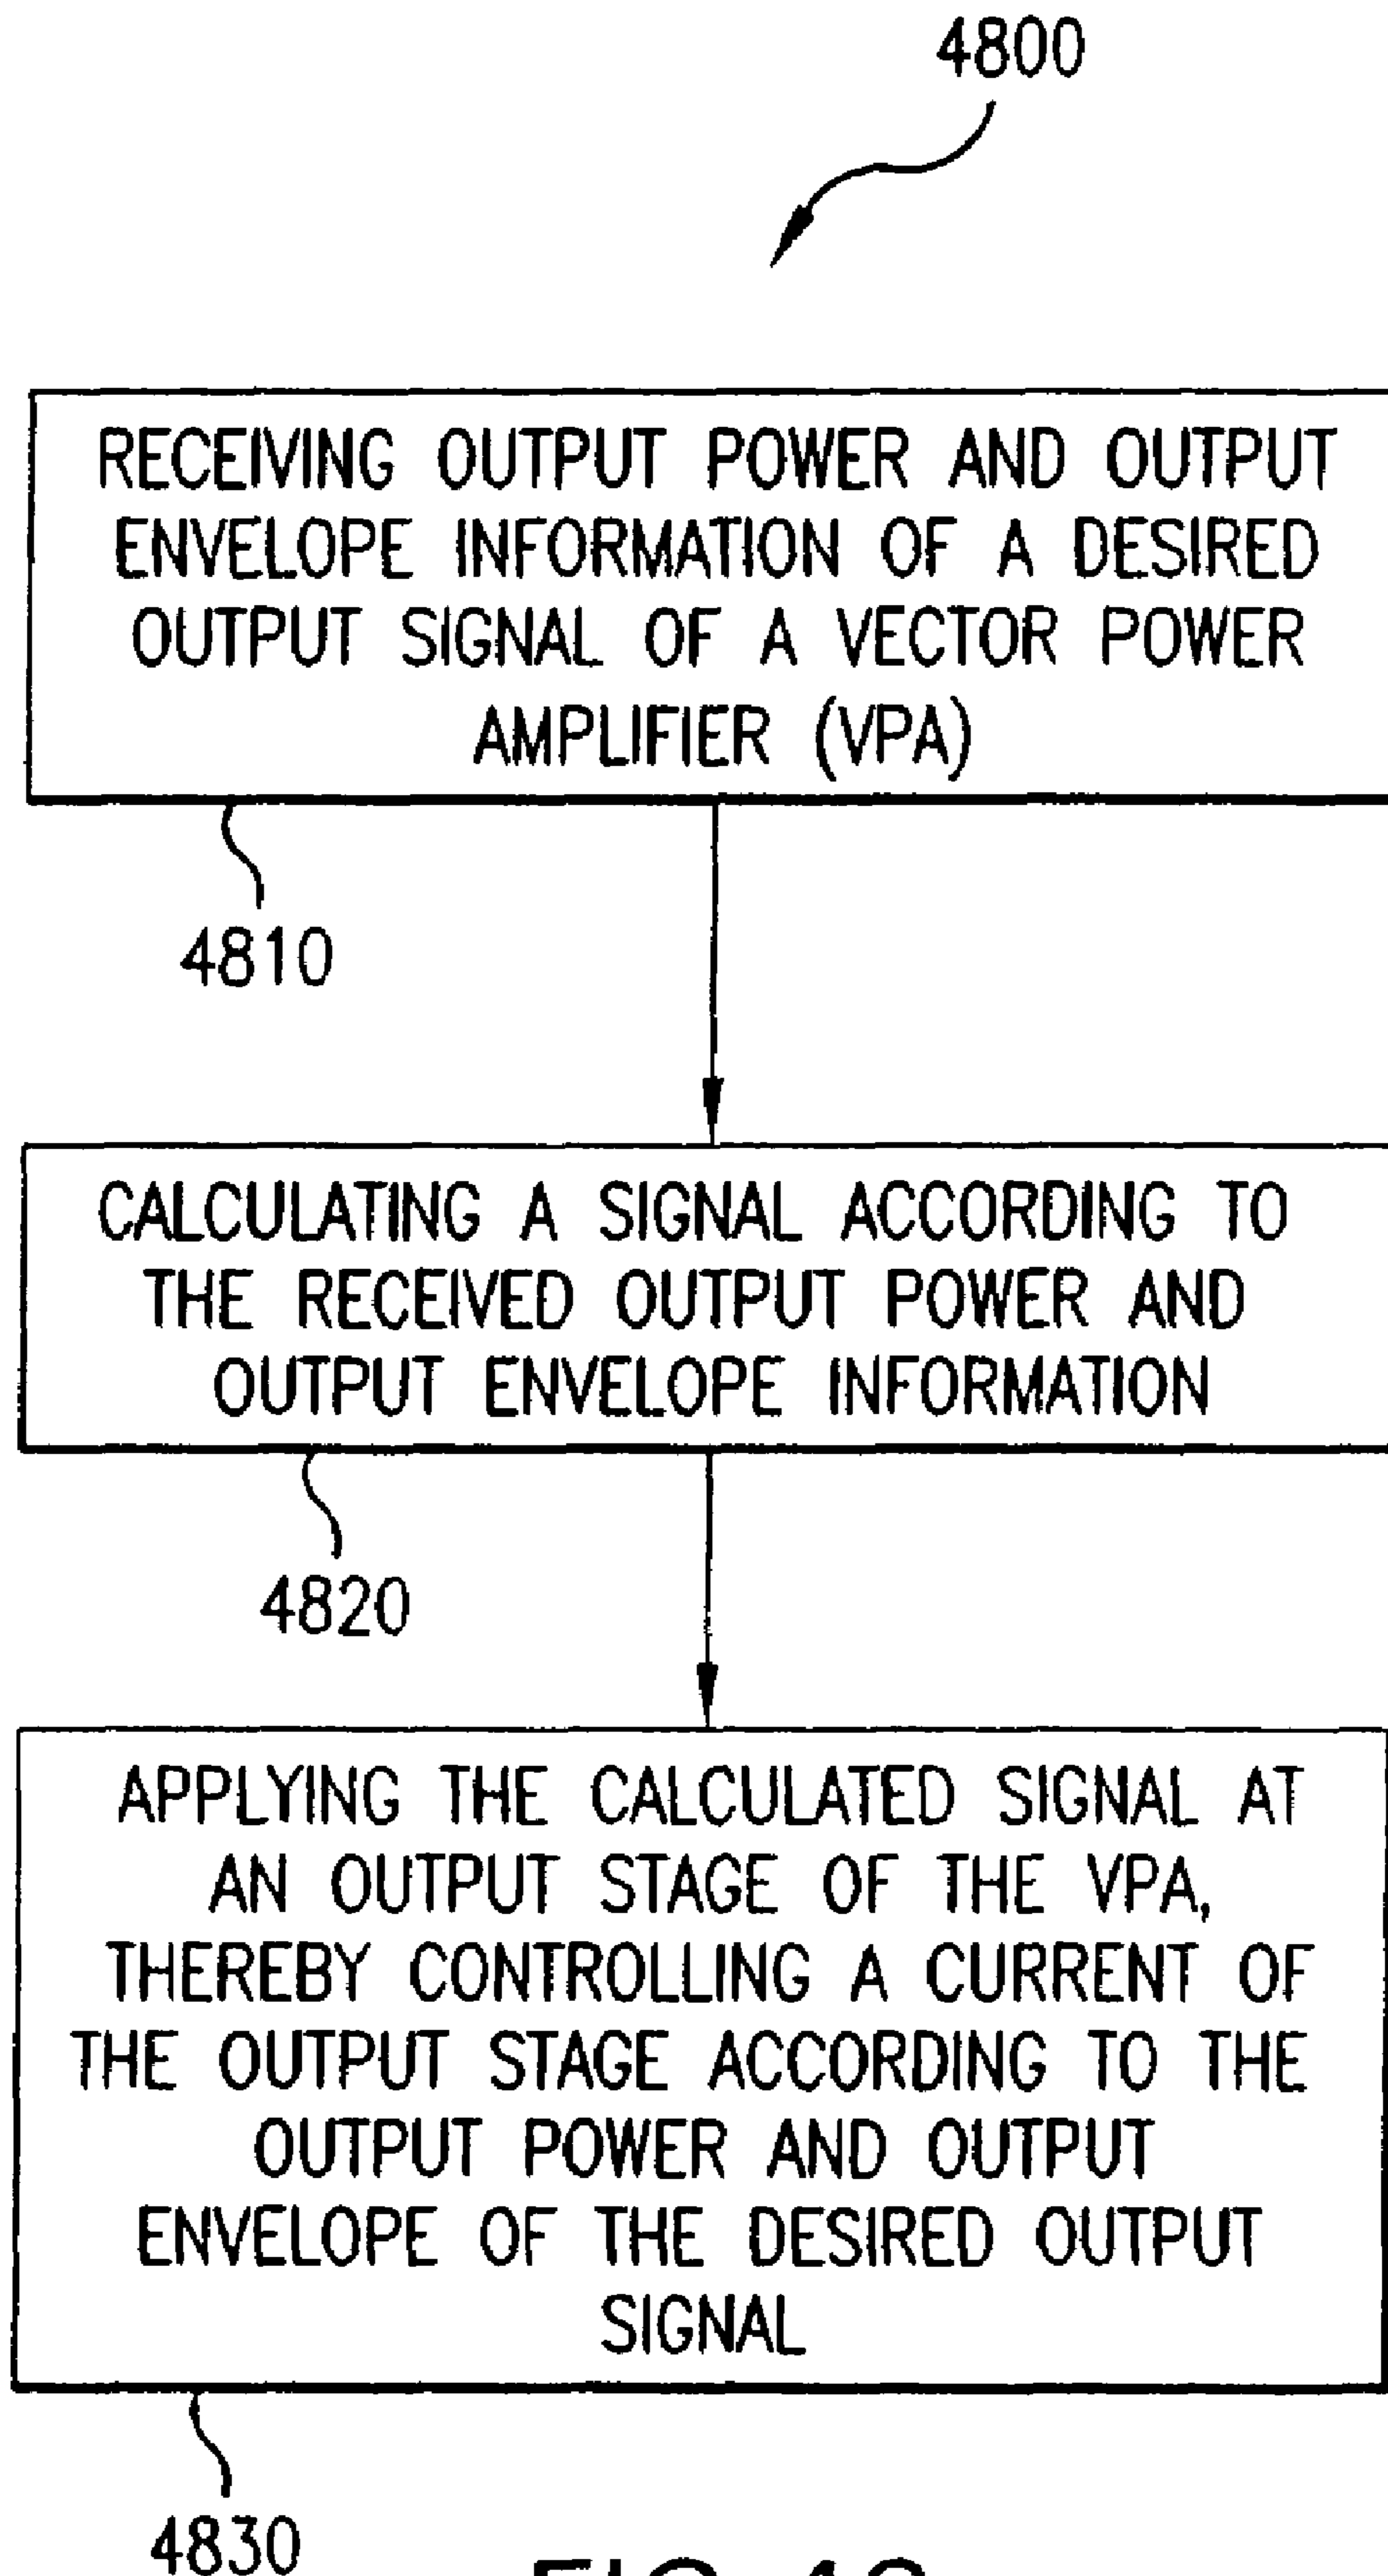 4800
RECEIVING OUTPUT POWER AND OUTPUT
ENVELOPE INFORMATION OF A DESIRED
OUTPUT SIGNAL OF A VECTOR POWER
AMPLIFIER (VPA)
4810
CALCULATING A SIGNAL ACCORDING TO
THE RECEIVED OUTPUT POWER AND
OUTPUT ENVELOPE INFORMATION
4820
APPLYING THE CALCULATED SIGNAL AT
AN OUTPUT STAGE OF THE VPA,
THEREBY CONTROLLING A CURRENT OF
THE OUTPUT STAGE ACCORDING TO THE
OUTPUT POWER AND OUTPUT
ENVELOPE OF THE DESIRED OUTPUT
SIGNAL
4830